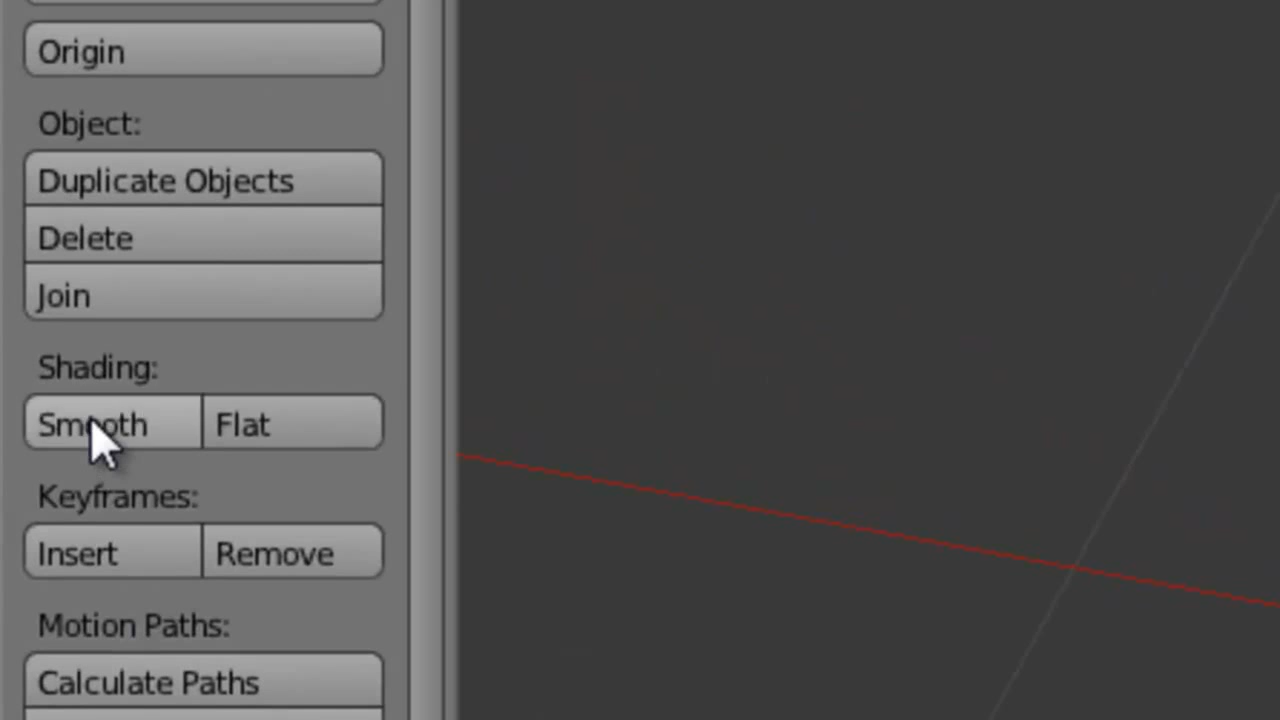 Origin
Object:
Duplicate Objects
Delete
Join
Shading:
Smooth Flat
Keyframes:
Insert Remove
Motion Paths:
Calculate Paths